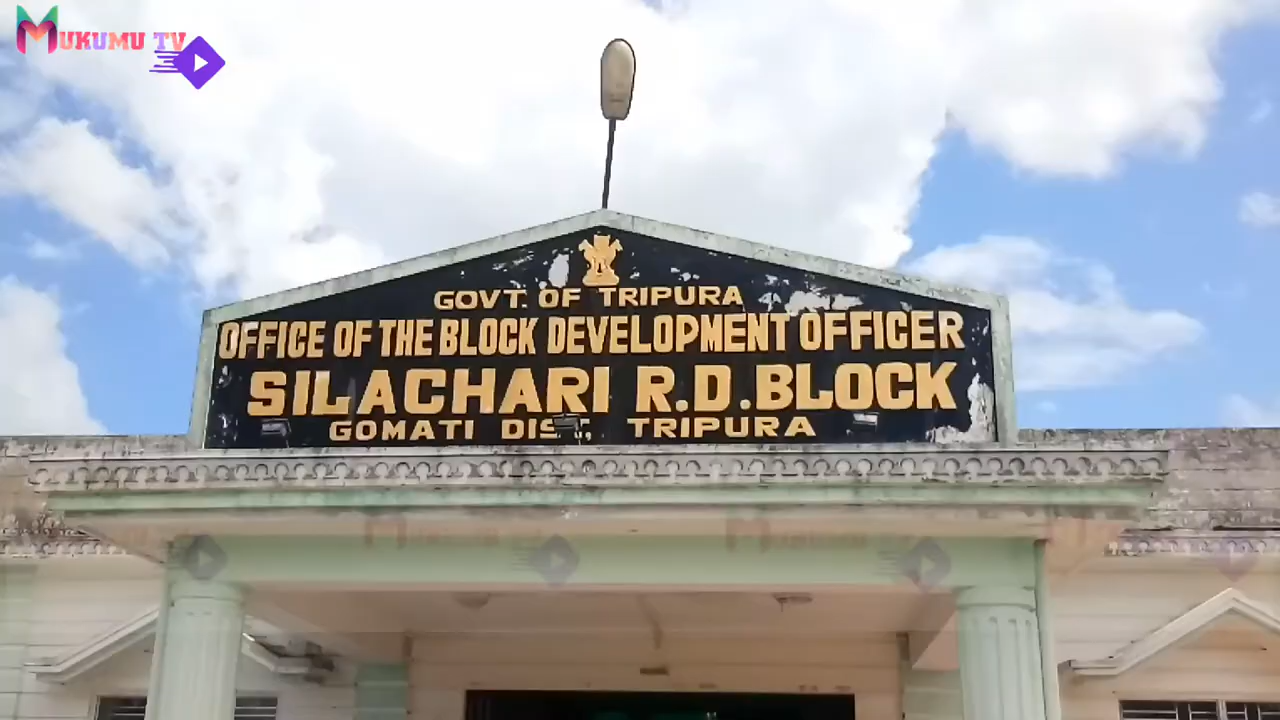 MUKUMU TV
GOVT. OF TRIPURA
OFFICE OF THE BLOCK DEVELOPMENT OFFICER
SILACHARI R.D.BLOCK
GOMATI DIST. TRIPURA